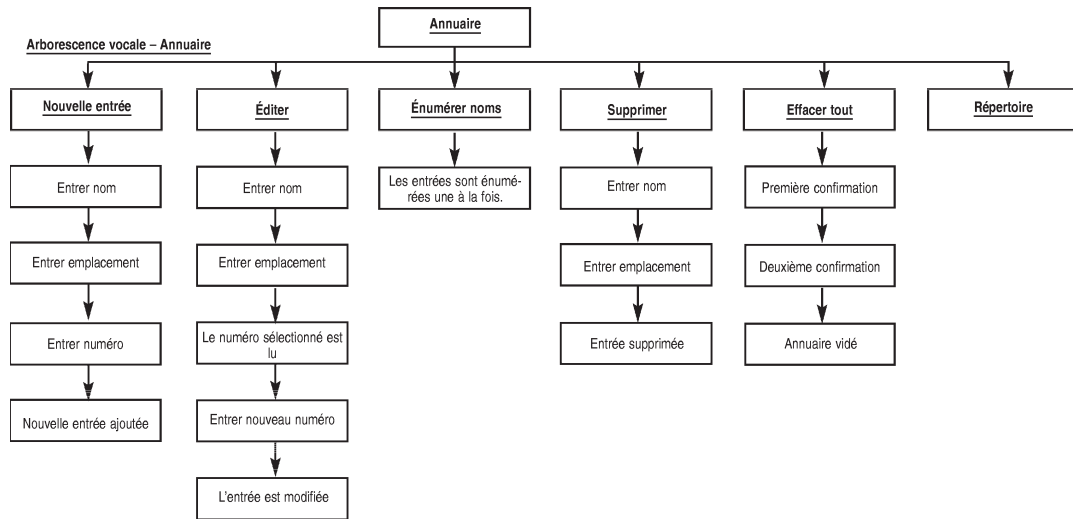 Annuaire
Arborescence vocale – Annuaire
Nouvelle entrée
Éditer
Énumérer noms
Supprimer
Effacer tout
Répertoire
Entrer nom
Entrer nom
Les entrées sont énumé-
rées une à la fois.
Entrer nom
Première confirmation
Entrer emplacement
Entrer emplacement
Entrer emplacement
Deuxième confirmation
Entrer numéro
Le numéro sélectionné est
lu
Entrée supprimée
Annuaire vidé
Nouvelle entrée ajoutée
Entrer nouveau numéro
L'entrée est modifiée